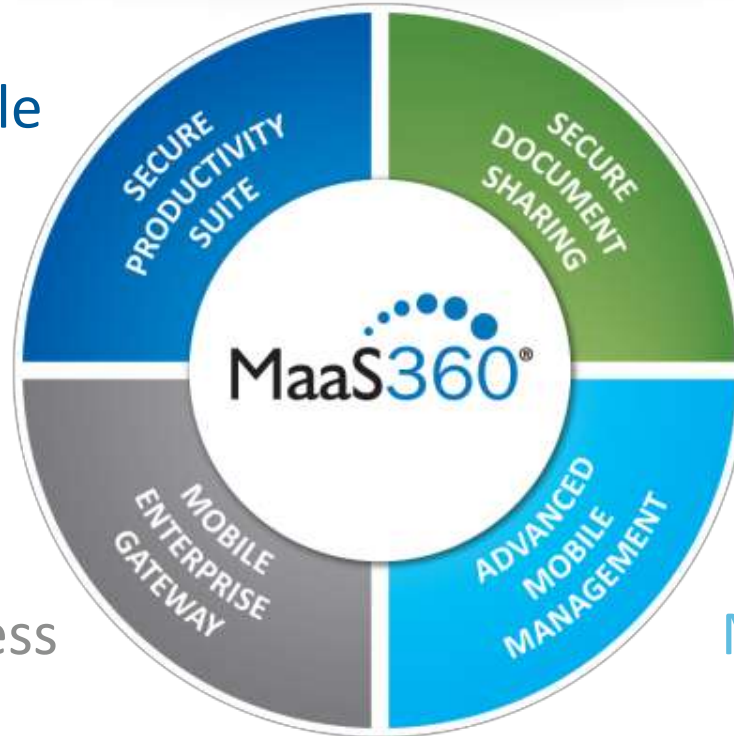 le
SECURE
PRODUCTIVITY
SUITE
SECURE
DOCUMENT
SHARING
MaaS360®
MOBILE
ENTERPRISE
GATEWAY
ADVANCED
MOBILE
MANAGEMENT
ess